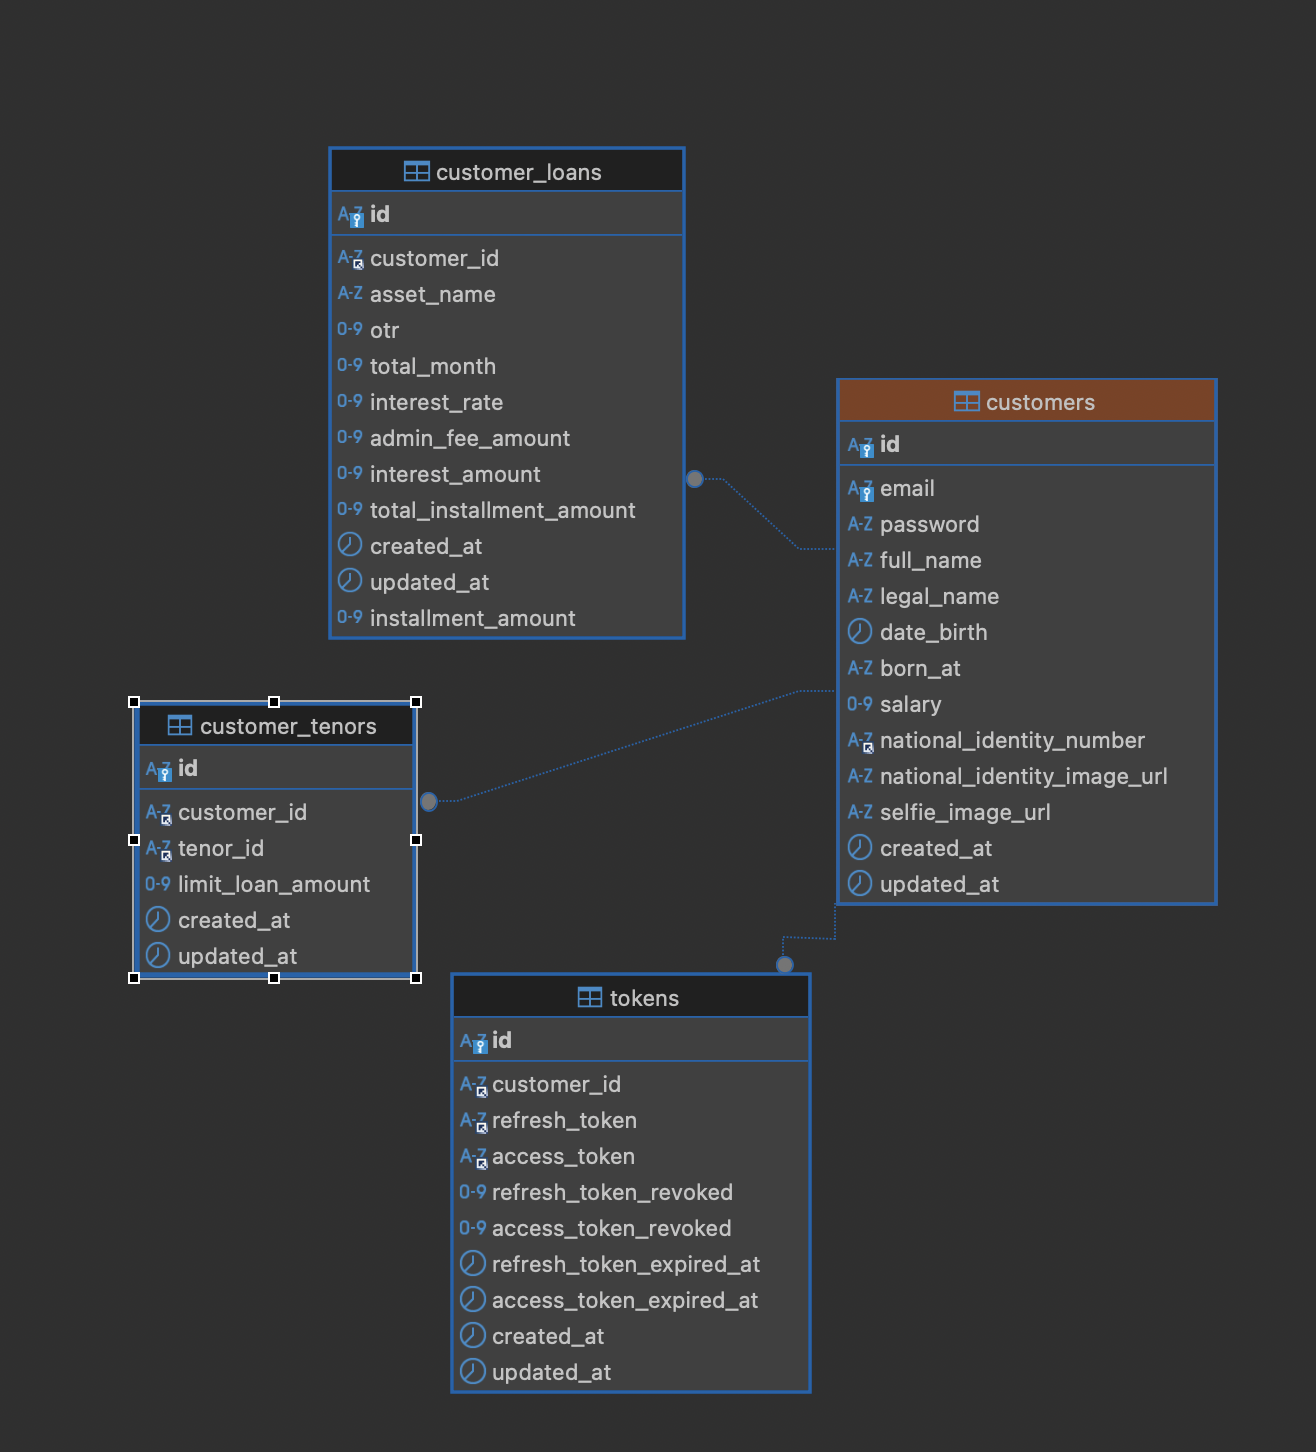 customer_loans
id
customer_id
asset_name
otr
total_month
interest_rate
admin_fee_amount
interest_amount
total_installment_amount
created_at
updated_at
installment_amount
customers
id
email
password
full_name
legal_name
date_birth
born_at
salary
national_identity_number
national_identity_image_url
selfie_image_url
created_at
updated_at
customer_tenors
id
customer_id
tenor_id
limit_loan_amount
created_at
updated_at
tokens
id
customer_id
refresh_token
access_token
refresh_token_revoked
access_token_revoked
refresh_token_expired_at
access_token_expired_at
created_at
updated_at